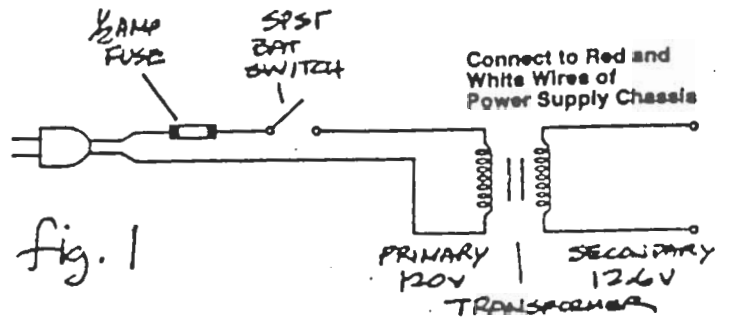 ½ AMP
FUSE
SPST
BAT
SWITCH
Connect to Red and
White Wires of
Power Supply Chassis
fig. 1
PRIMARY
120V
SECONDARY
12.6V
TRANSFORMER